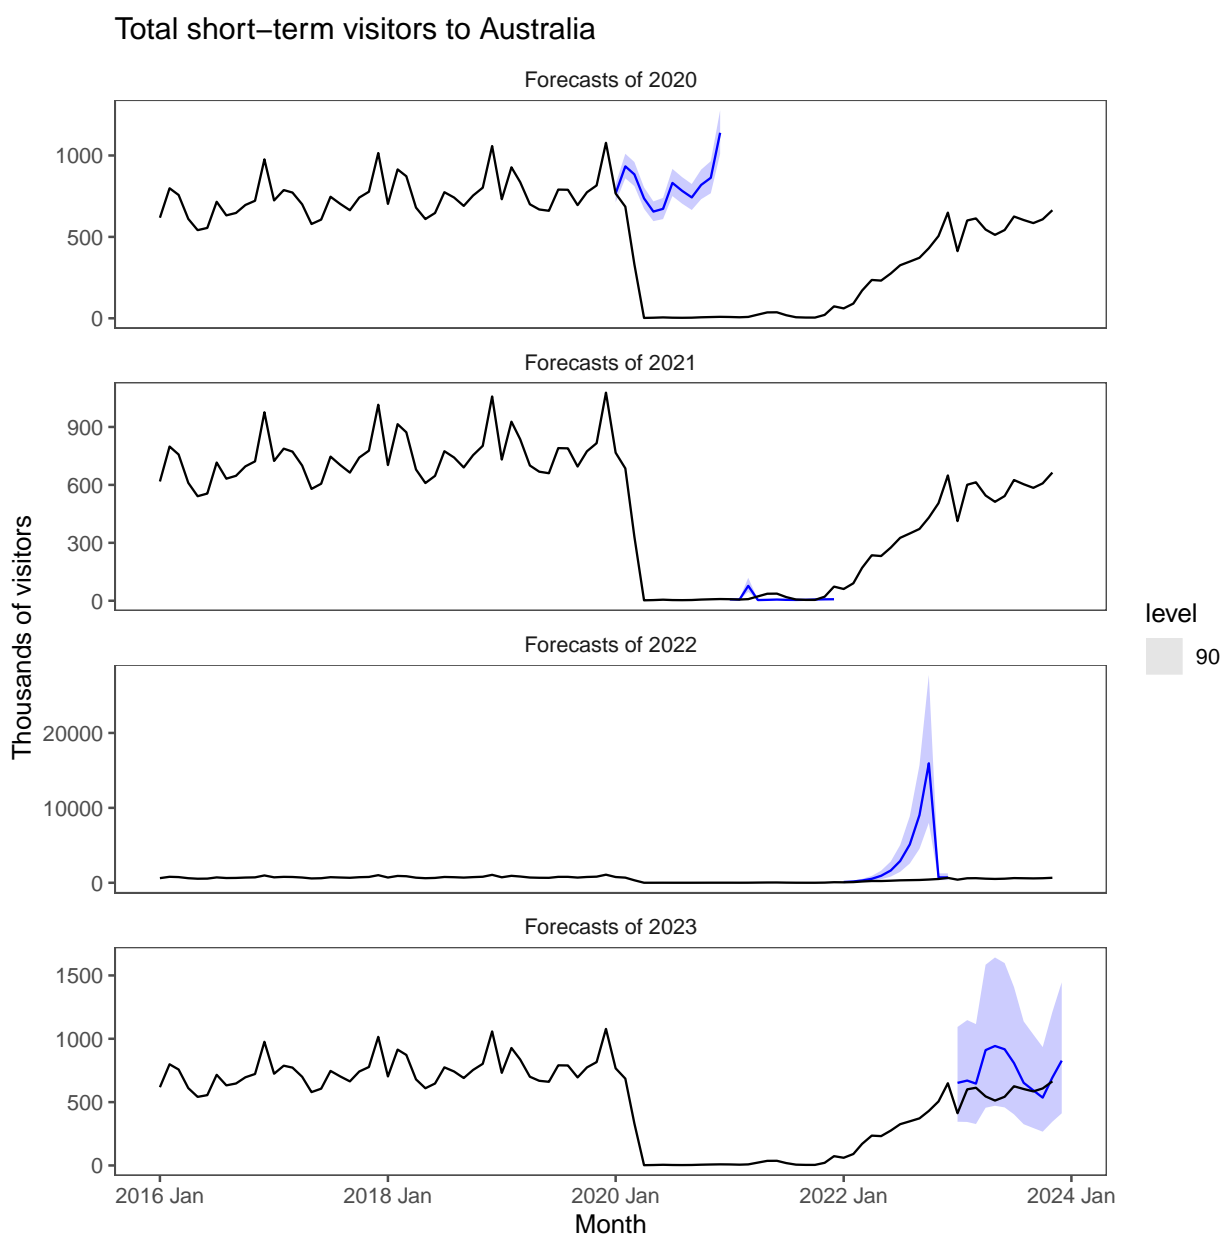 Total short−term visitors to Australia
Forecasts of 2020
1000
500
0
Forecasts of 2021
900
600
300
0
Forecasts of 2022
20000
10000
0
Forecasts of 2023
1500
1000
500
0
2016 Jan 2018 Jan 2020 Jan 2022 Jan 2024 Jan
Month
Thousands of visitors
level
90